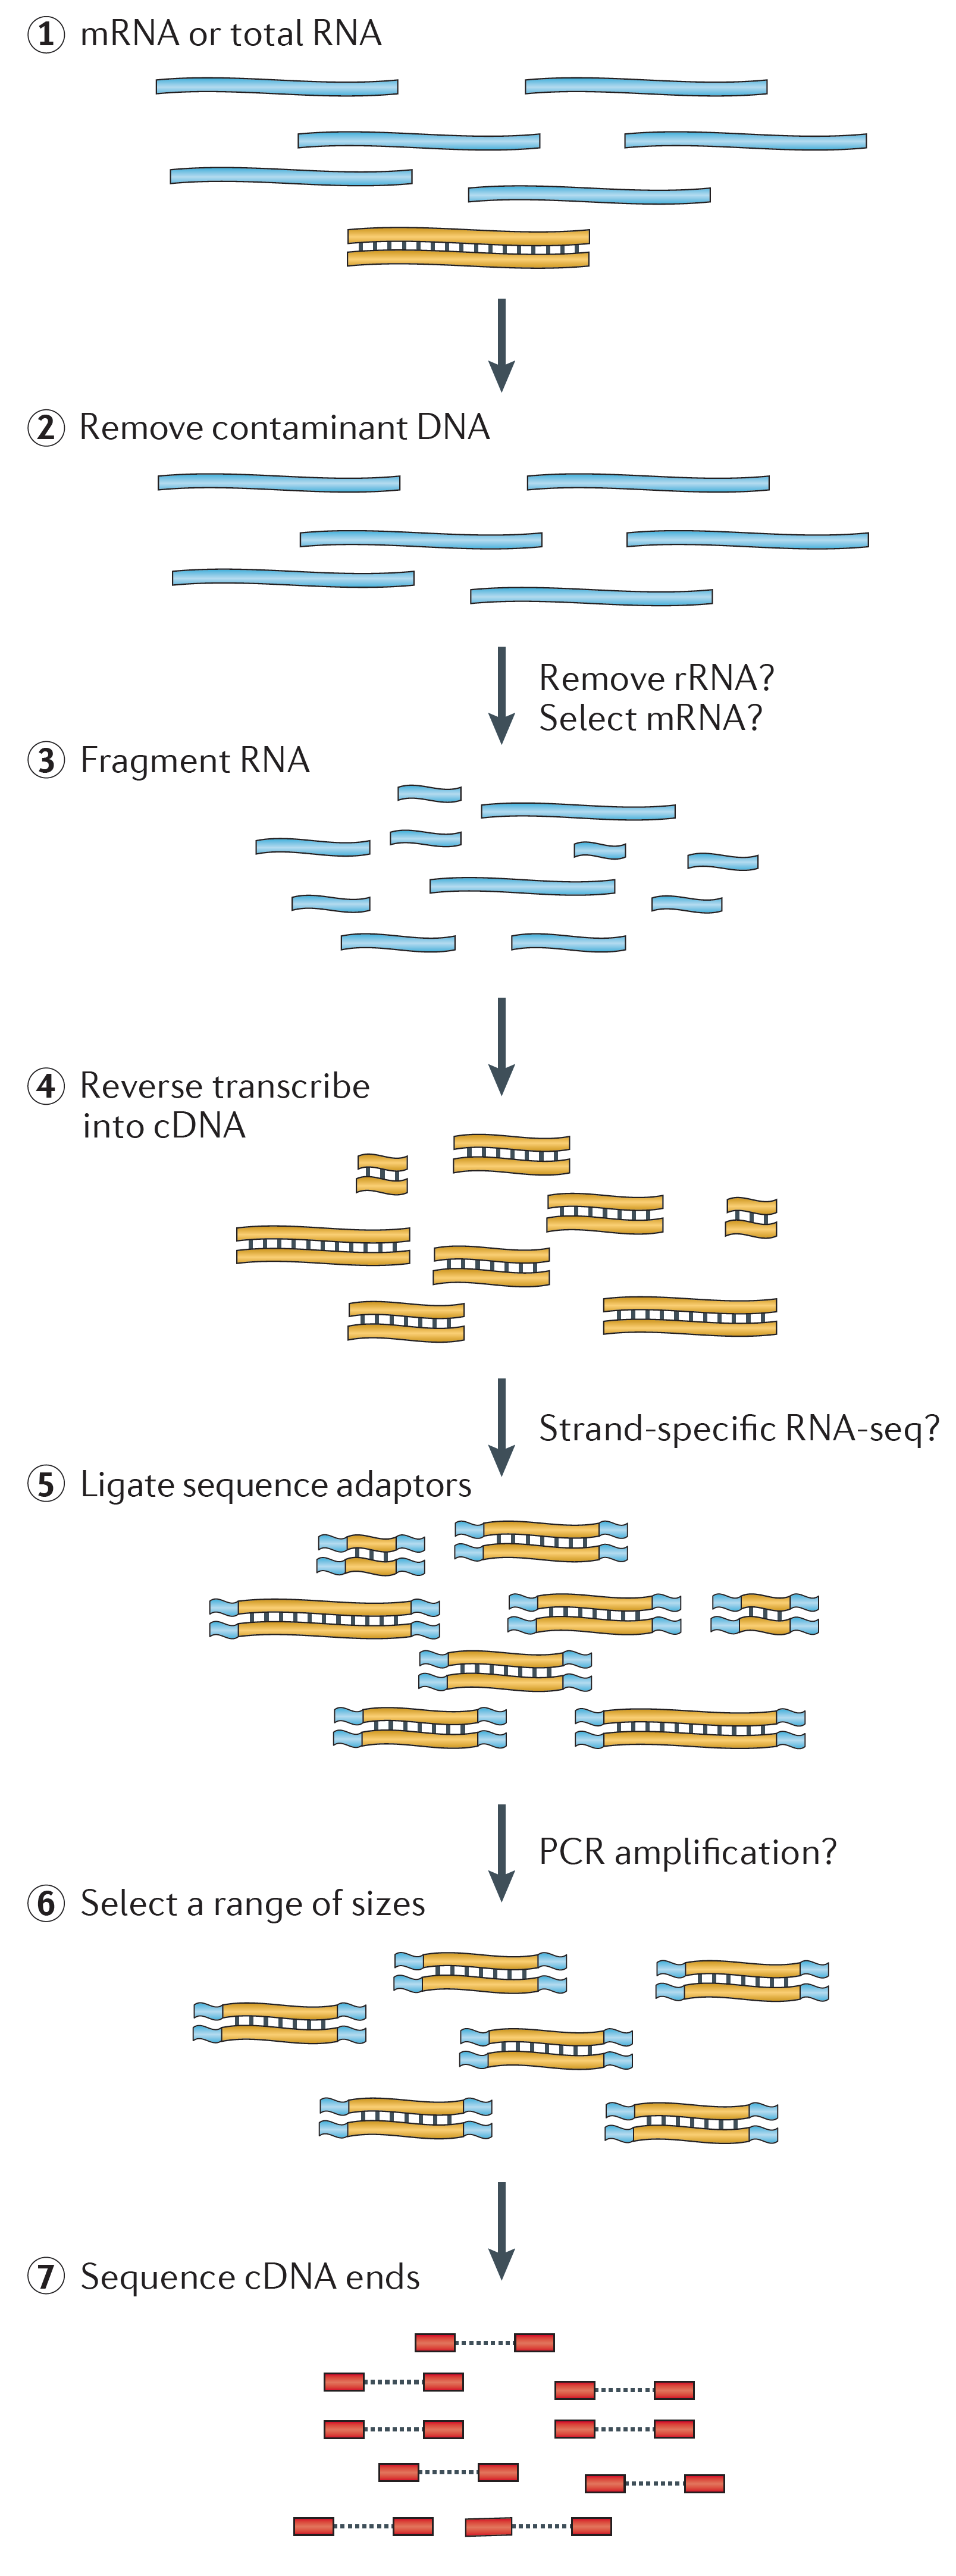 1 mRNA or total RNA
2 Remove contaminant DNA
Remove rRNA?
Select mRNA?
3 Fragment RNA
4 Reverse transcribe
into cDNA
Strand-specific RNA-seq?
5 Ligate sequence adaptors
PCR amplification?
6 Select a range of sizes
7 Sequence cDNA ends